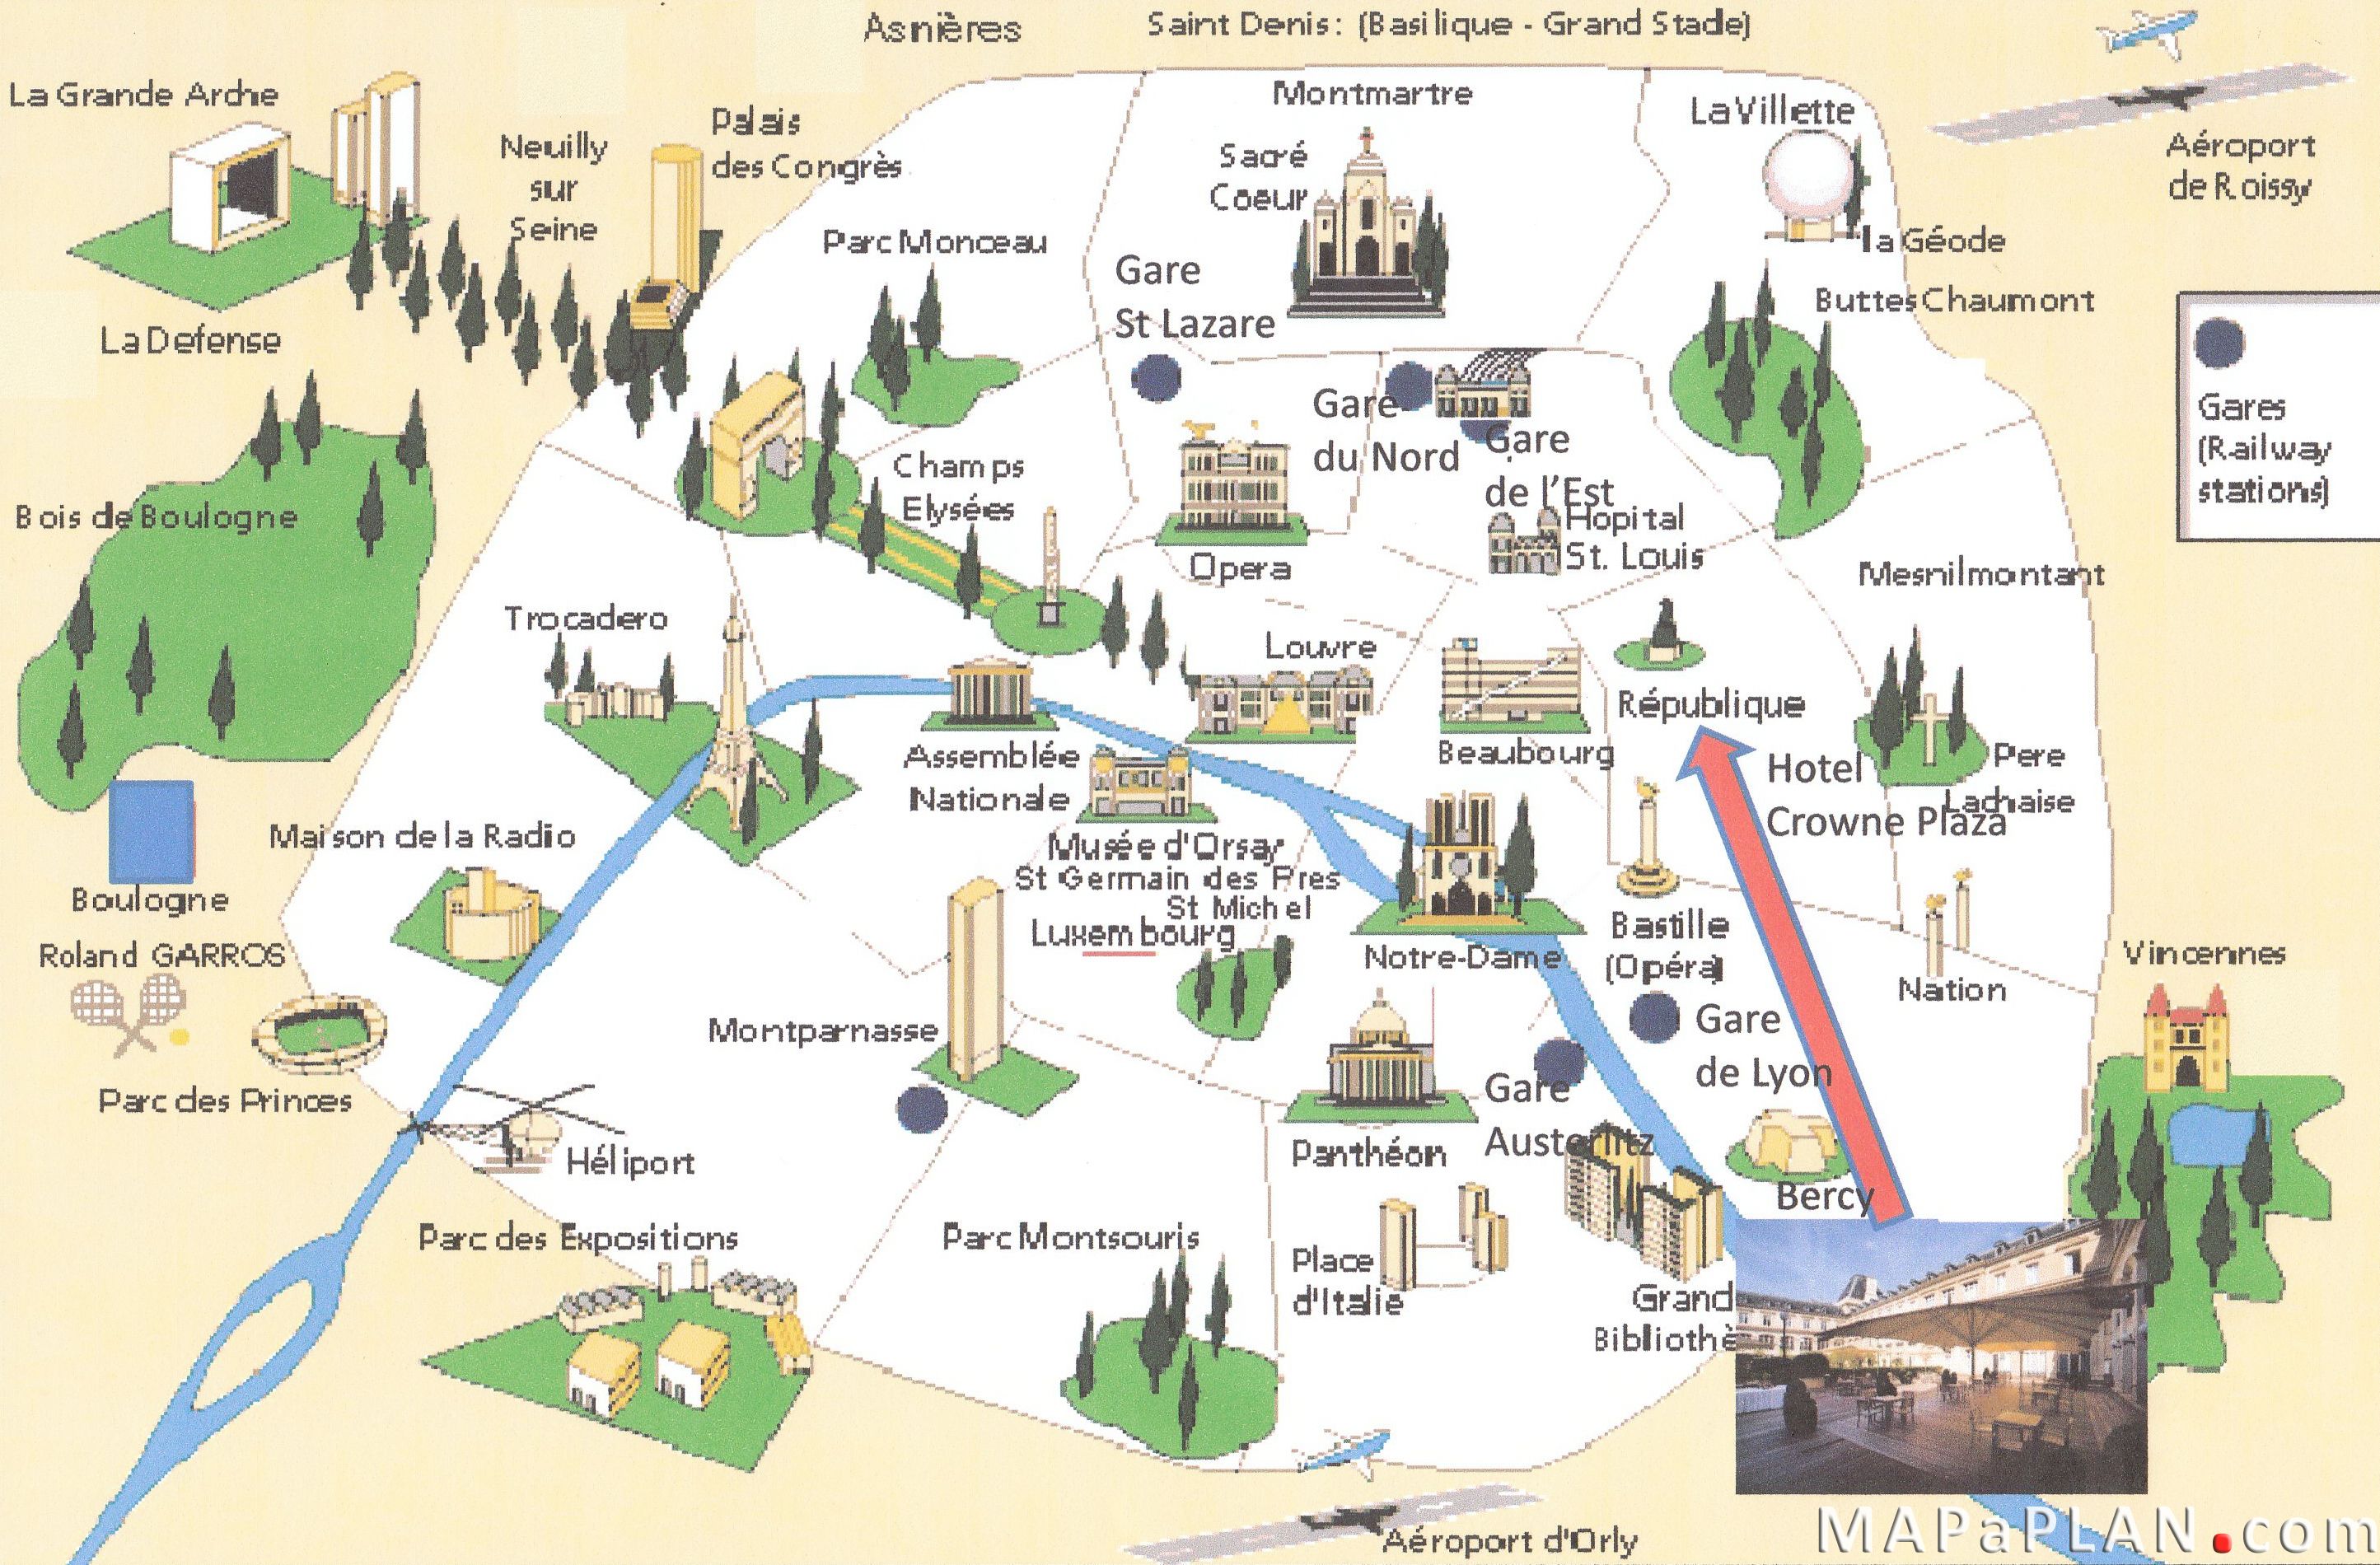 Asnières
Saint Denis: (Basilique - Grand Stade)
La Grande Arche
Neuilly
sur
Seine
Palais
des Congrès
Montmartre
Sacré
Coeur
La Villette
la Géode
Aéroport
de Roissy
La Defense
Parc Monceau
Gare
St Lazare
Buttes Chaumont
Gares
(Railway
stations)
Gare
du Nord
Gare
de l'Est
Champs
Elysées
Bois de Boulogne
Hopital
St. Louis
Opera
Mesnilmontant
Trocadero
Louvre
République
Beaubourg
Assemblée
Nationale
Hotel
Crowne Plaza
Pere
Lachaise
Maison de la Radio
Musée d'Orsay
St Germain des Pres
St Michel
Luxembourg
Boulogne
Roland GARROS
Notre-Dame
Bastille
(Opéra)
Nation
Vincennes
Montparnasse
Gare
de Lyon
Parc des Princes
Gare
Austerlitz
Héliport
Panthéon
Bercy
Parc des Expositions
Parc Montsouris
Place
d'Italie
Grand
Bibliothè
Aéroport d'Orly
MAPaPLAN.com